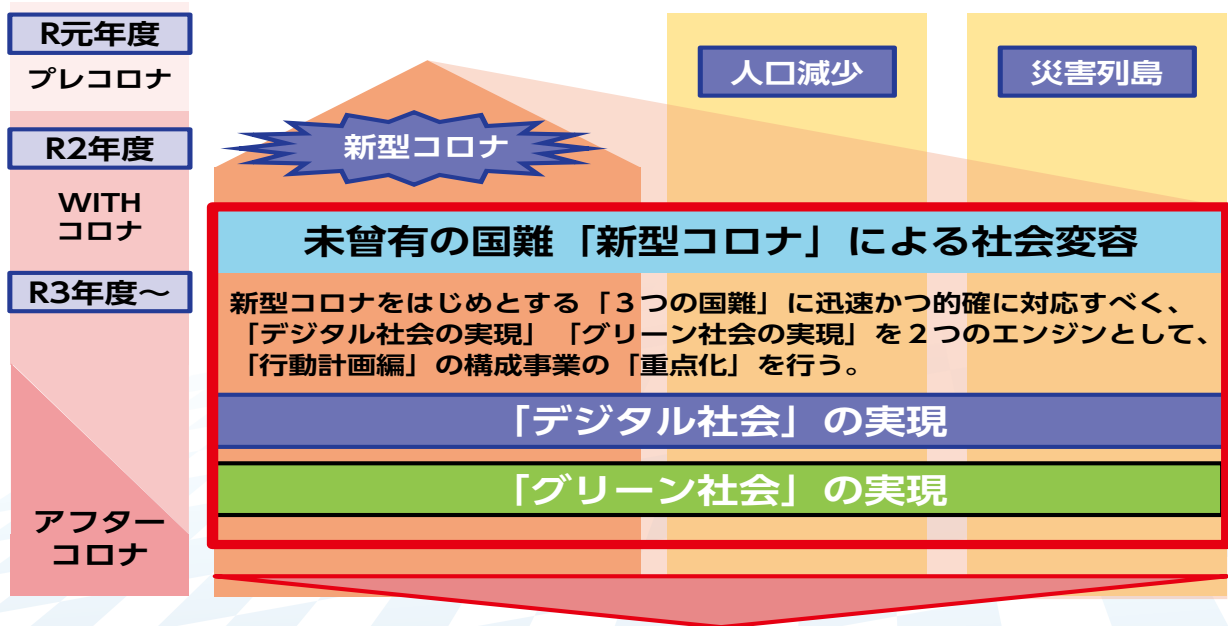 R元年度
プレコロナ
R2年度
WITH
コロナ
R3年度〜
アフター
コロナ
人口減少
災害列島
新型コロナ
未曾有の国難「新型コロナ」による社会変容
新型コロナをはじめとする「３つの国難」に迅速かつ的確に対応すべく、
「デジタル社会の実現」「グリーン社会の実現」を２つのエンジンとして、
「行動計画編」の構成事業の「重点化」を行う。
「デジタル社会」の実現
「グリーン社会」の実現